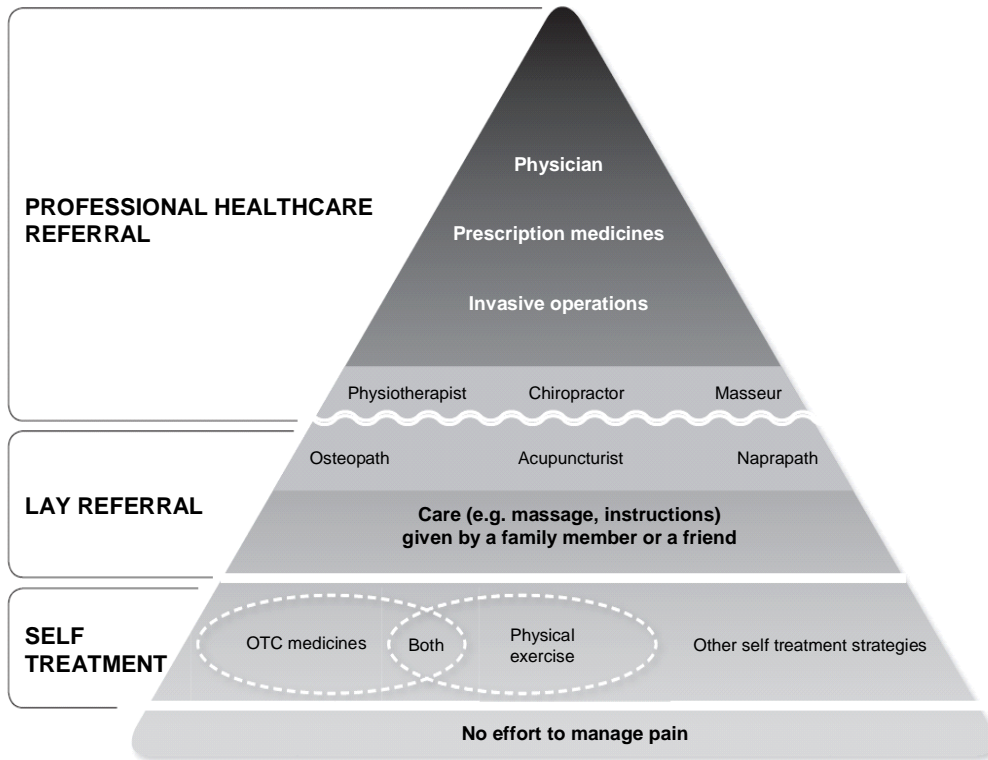 Physician
PROFESSIONAL HEALTHCARE
REFERRAL
Prescription medicines
Invasive operations
Physiotherapist Chiropractor Masseur
Osteopath Acupuncturist Naprapath
LAY REFERRAL
Care (e.g. massage, instructions)
given by a family member or a friend
SELF
TREATMENT
OTC medicines Both Physical
exercise
Other self treatment strategies
No effort to manage pain